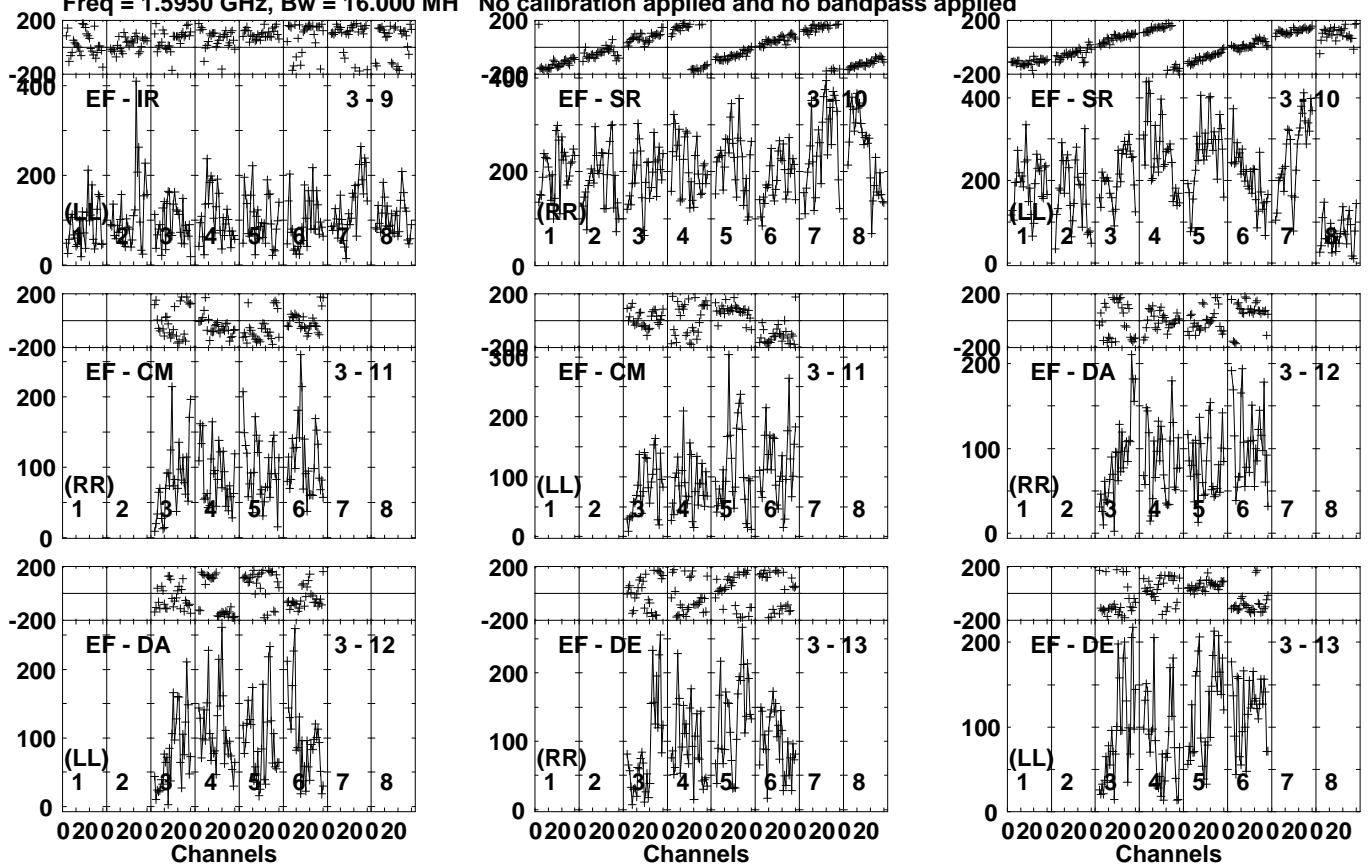 Freq = 1.5950 GHz, Bw = 16.000 MH No calibration applied and no bandpass applied
200
-200
400
EF - IR 3 - 9
200
(LL)
1 2 3 4 5 6 7 8
0
200
-200
400
EF - SR 3 - 10
200
(RR)
1 2 3 4 5 6 7 8
0
200
-200
EF - SR 3 - 10
400
200
(LL)
1 2 3 4 5 6 7 8
0
200
-200
EF - CM 3 - 11
200
100
(RR)
1 2 3 4 5 6 7 8
0
200
-200
300
EF - CM 3 - 11
200
100
(LL)
1 2 3 4 5 6 7 8
0
200
-200
200
EF - DA 3 - 12
100
(RR)
1 2 3 4 5 6 7 8
0
200
-200
EF - DA 3 - 12
200
100
(LL)
1 2 3 4 5 6 7 8
0
0 20 0 20 0 20 0 20 0 20 0 20 0 20 0 20
Channels
200
-200
EF - DE 3 - 13
200
100
(RR)
1 2 3 4 5 6 7 8
0
0 20 0 20 0 20 0 20 0 20 0 20 0 20 0 20
Channels
200
-200
200
EF - DE 3 - 13
100
(LL)
1 2 3 4 5 6 7 8
0
0 20 0 20 0 20 0 20 0 20 0 20 0 20 0 20
Channels